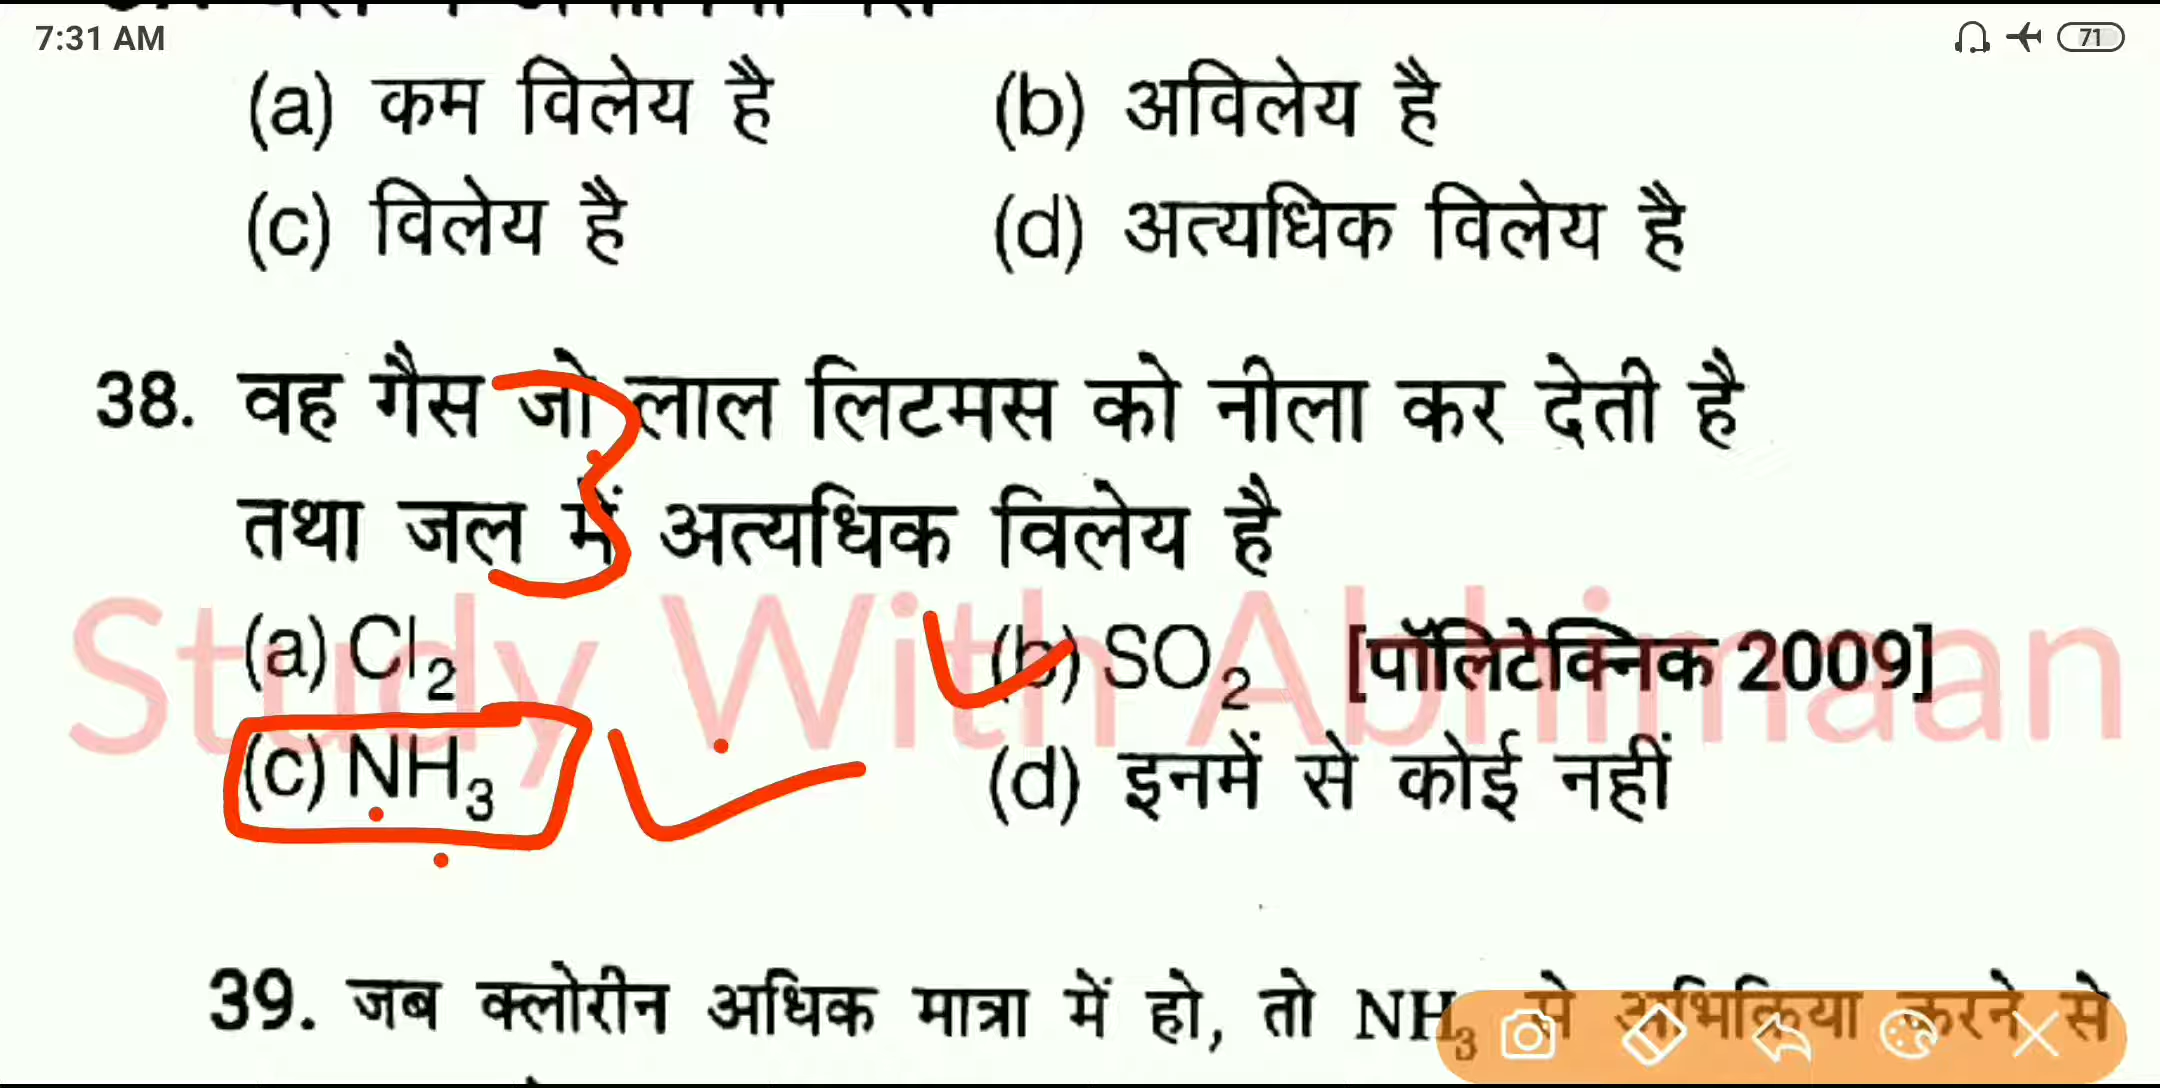 7:31 AM 71
(a) कम विलेय है (b) अविलेय है
(c) विलेय है (d) अत्यधिक विलेय है
38. वह गैस जो लाल लिटमस को नीला कर देती है
तथा जल में अत्यधिक विलेय है
Study With Abhimaan
(a) Cl₂ (b) SO₂ [पॉलिटेक्निक 2009]
(c) NH₃ (d) इनमें से कोई नहीं
39. जब क्लोरीन अधिक मात्रा में हो, तो NH₃ से अभिक्रिया करने से